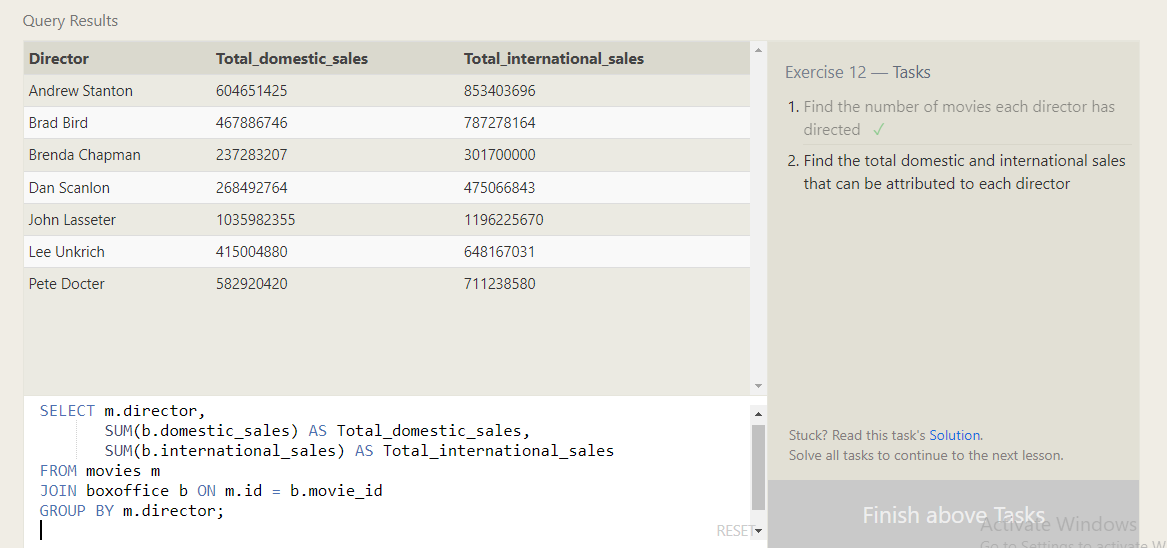 Query Results
Director Total_domestic_sales Total_international_sales
Andrew Stanton 604651425 853403696
Brad Bird 467886746 787278164
Brenda Chapman 237283207 301700000
Dan Scanlon 268492764 475066843
John Lasseter 1035982355 1196225670
Lee Unkrich 415004880 648167031
Pete Docter 582920420 711238580
SELECT m.director,
SUM(b.domestic_sales) AS Total_domestic_sales,
SUM(b.international_sales) AS Total_international_sales
FROM movies m
JOIN boxoffice b ON m.id = b.movie_id
GROUP BY m.director;
RESET
Exercise 12 — Tasks
1. Find the number of movies each director has
directed ✓
2. Find the total domestic and international sales
that can be attributed to each director
Stuck? Read this task's Solution.
Solve all tasks to continue to the next lesson.
Finish above Tasks
Activate Windows
Go to Settings to activate W